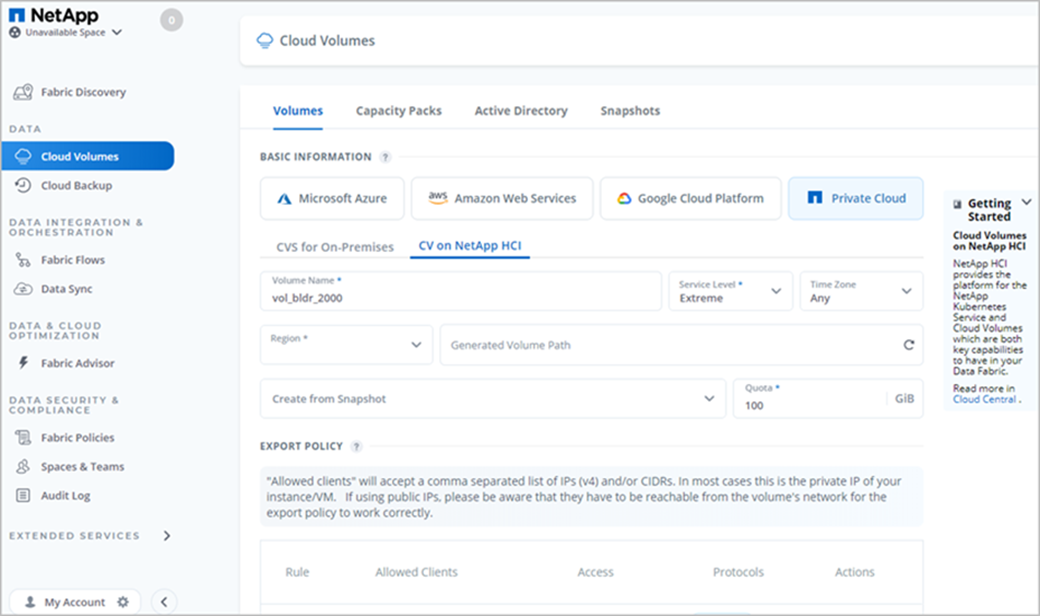 NetApp
Unavailable Space
0
Fabric Discovery
DATA
Cloud Volumes
Cloud Backup
DATA INTEGRATION &
ORCHESTRATION
Fabric Flows
Data Sync
DATA & CLOUD
OPTIMIZATION
Fabric Advisor
DATA SECURITY &
COMPLIANCE
Fabric Policies
Spaces & Teams
Audit Log
EXTENDED SERVICES
My Account
Cloud Volumes
Volumes Capacity Packs Active Directory Snapshots
BASIC INFORMATION ?
Microsoft Azure aws Amazon Web Services Google Cloud Platform Private Cloud
CVS for On-Premises CV on NetApp HCI
Volume Name * Service Level * Time Zone
vol_bldr_2000 Extreme Any
Region * Generated Volume Path
Create from Snapshot Quota *
100 GiB
EXPORT POLICY ?
"Allowed clients" will accept a comma separated list of IPs (v4) and/or CIDRs. In most cases this is the private IP of your
instance/VM. If using public IPs, please be aware that they have to be reachable from the volume's network for the
export policy to work correctly.
Rule Allowed Clients Access Protocols Actions
Getting
Started
Cloud Volumes
on NetApp HCI
NetApp HCI
provides the
platform for the
NetApp
Kubernetes
Service and
Cloud Volumes
which are both
key capabilities
to have in your
Data Fabric.
Read more in
Cloud Central .